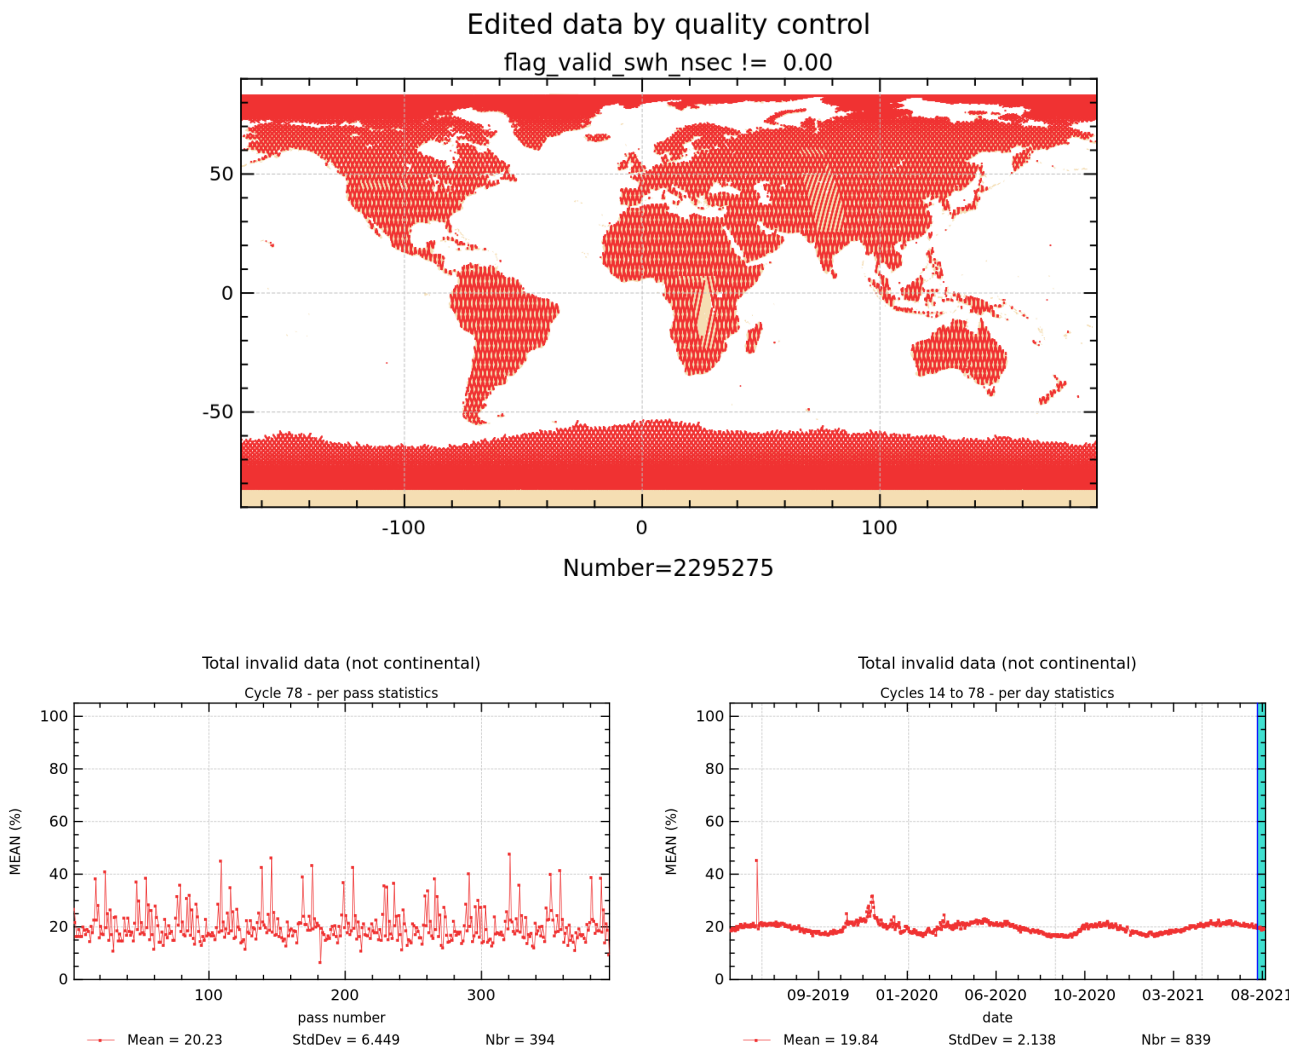 Edited data by quality control
flag_valid_swh_nsec !=  0.00
50
0
-50
-100
0
100
Number=2295275
Total invalid data (not continental)
Cycle 78 - per pass statistics
MEAN (%)
100
80
60
40
20
0
100
200
300
pass number
Mean = 20.23
StdDev = 6.449
Nbr = 394
Total invalid data (not continental)
Cycles 14 to 78 - per day statistics
MEAN (%)
100
80
60
40
20
0
09-2019
01-2020
06-2020
10-2020
03-2021
08-2021
date
Mean = 19.84
StdDev = 2.138
Nbr = 839